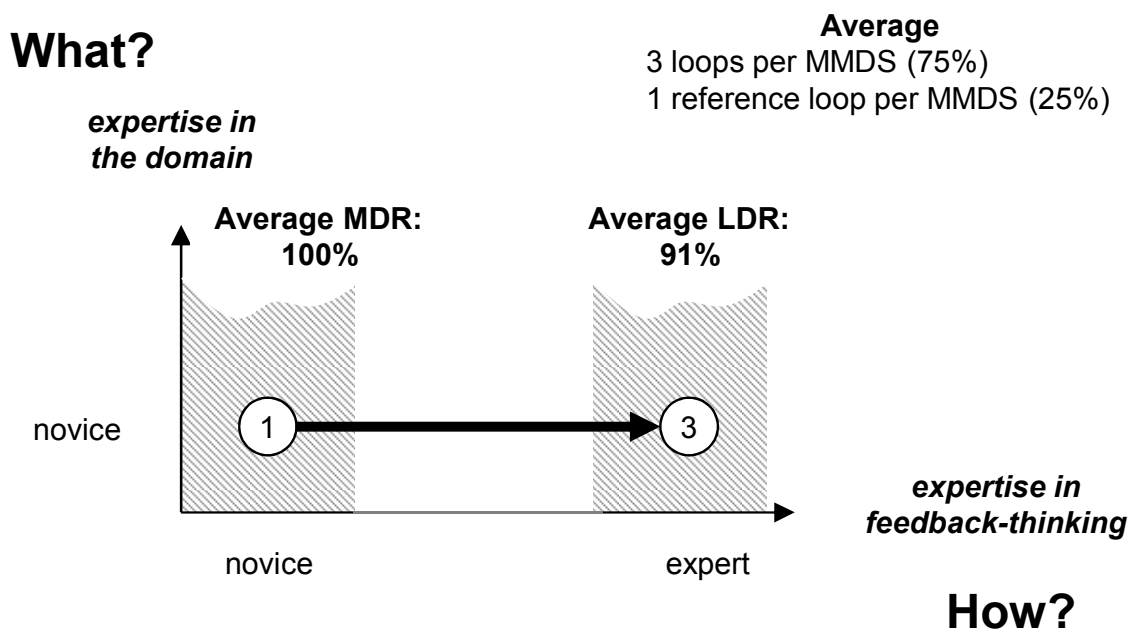 What?
Average
3 loops per MMDS (75%)
1 reference loop per MMDS (25%)
expertise in
the domain
Average MDR:
100%
Average LDR:
91%
novice
1
3
expertise in
feedback-thinking
novice
expert
How?